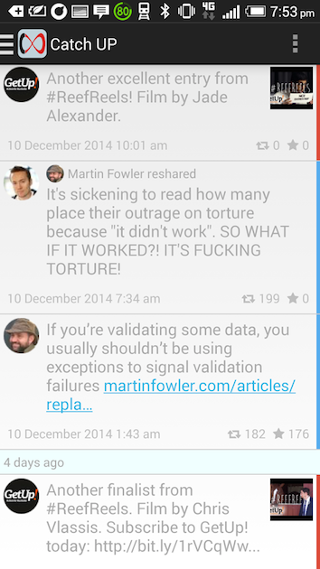 60
4G
7:53 pm
Catch UP
GetUp!
Another excellent entry from
#ReefReels! Film by Jade
Alexander.
10 December 2014 10:01 am
0
0
Martin Fowler reshared
It's sickening to read how many
place their outrage on torture
because "it didn't work". SO WHAT
IF IT WORKED?! IT'S FUCKING
TORTURE!
10 December 2014 7:34 am
199
0
If you're validating some data, you
usually shouldn't be using
exceptions to signal validation
failures martinfowler.com/articles/
repla...
10 December 2014 1:43 am
182
176
4 days ago
GetUp!
Another finalist from
#ReefReels. Film by Chris
Vlassis. Subscribe to GetUp!
today: http://bit.ly/1rVCqWw...